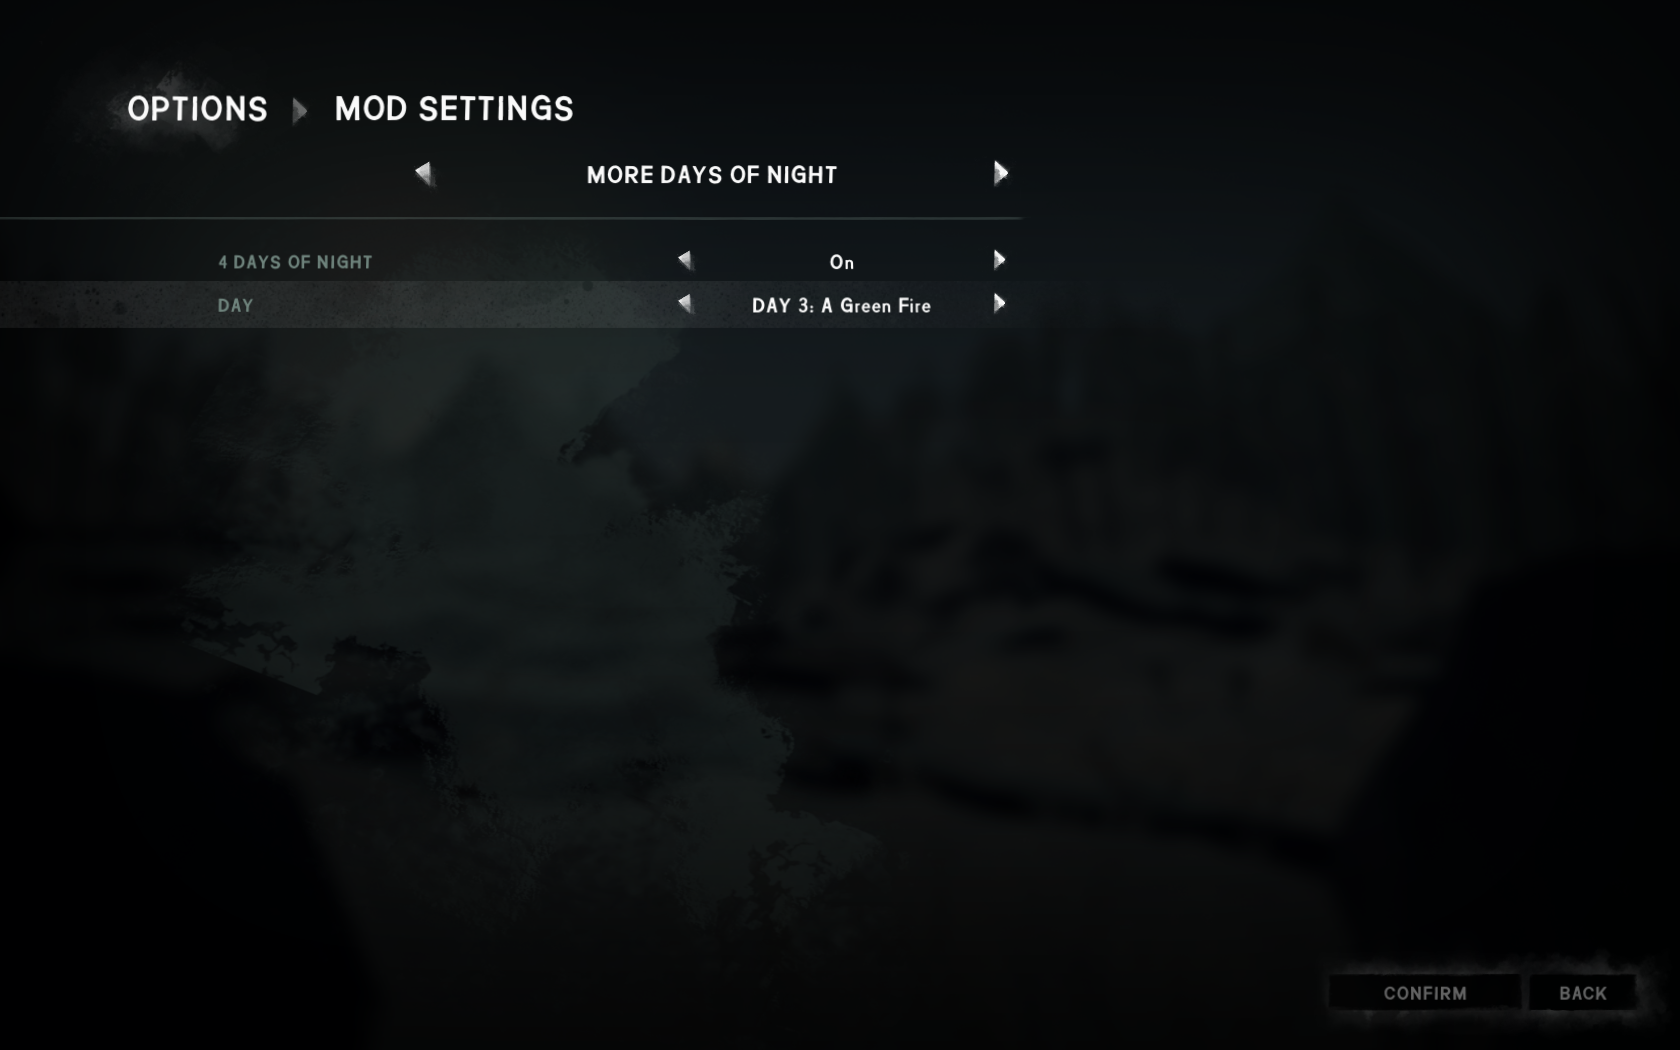 OPTIONS MOD SETTINGS
MORE DAYS OF NIGHT
4 DAYS OF NIGHT On
DAY DAY 3: A Green Fire
CONFIRM BACK